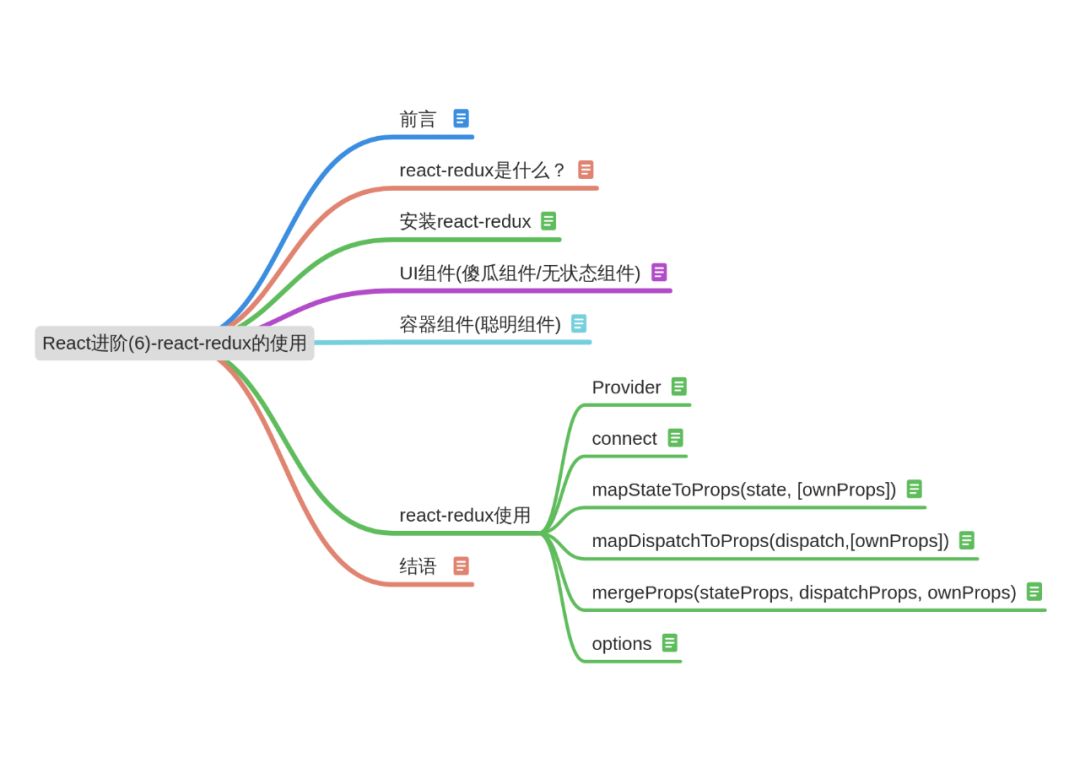 前言
react-redux是什么？
安装react-redux
UI组件(傻瓜组件/无状态组件)
容器组件(聪明组件)
React进阶(6)-react-redux的使用
Provider
connect
mapStateToProps(state, [ownProps])
react-redux使用
mapDispatchToProps(dispatch,[ownProps])
结语
mergeProps(stateProps, dispatchProps, ownProps)
options